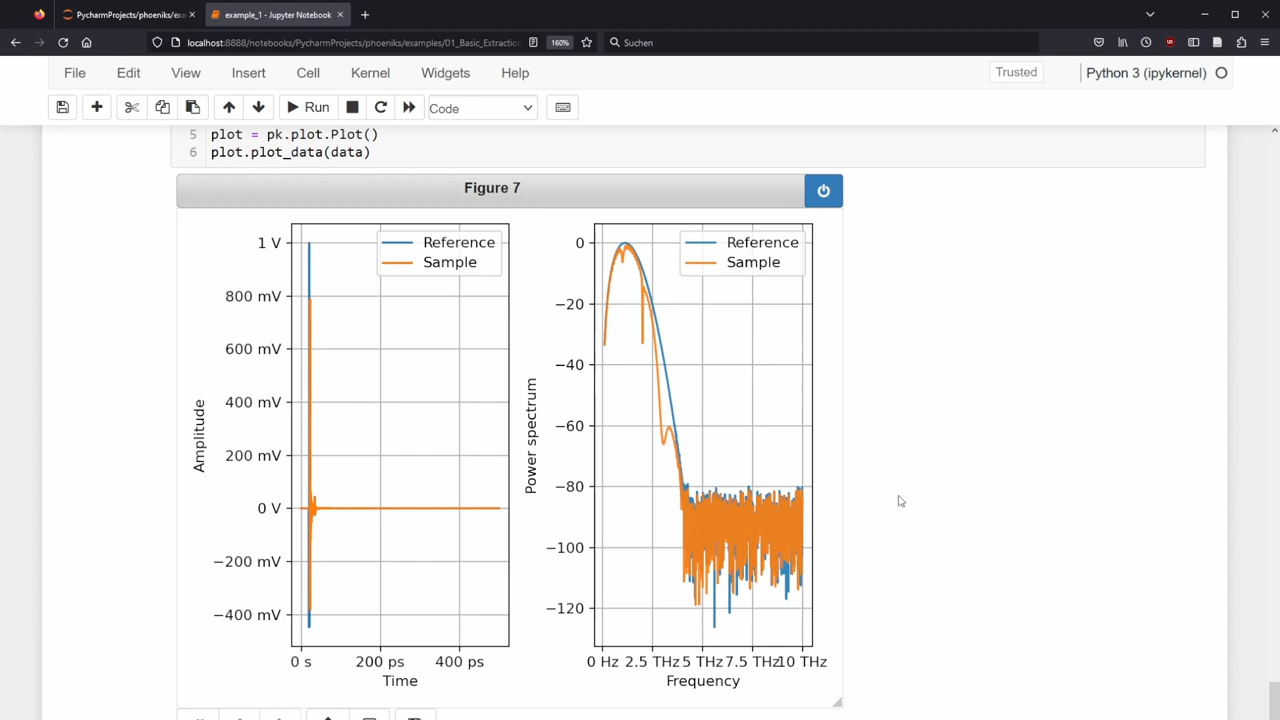 PycharmProjects/phoeniks/exa
example_1 - Jupyter Notebook
localhost:8888/notebooks/PycharmProjects/phoeniks/examples/01_Basic_Extraction
160%
Suchen
File Edit View Insert Cell Kernel Widgets Help
Trusted
Python 3 (ipykernel)
Run
Code
5 plot = pk.plot.Plot()
6 plot.plot_data(data)
Figure 7
Reference
Sample
1 V
800 mV
600 mV
400 mV
200 mV
0 V
−200 mV
−400 mV
Amplitude
0 s 200 ps 400 ps
Time
Reference
Sample
0
−20
−40
−60
−80
−100
−120
Power spectrum
0 Hz 2.5 THz 5 THz 7.5 THz 10 THz
Frequency